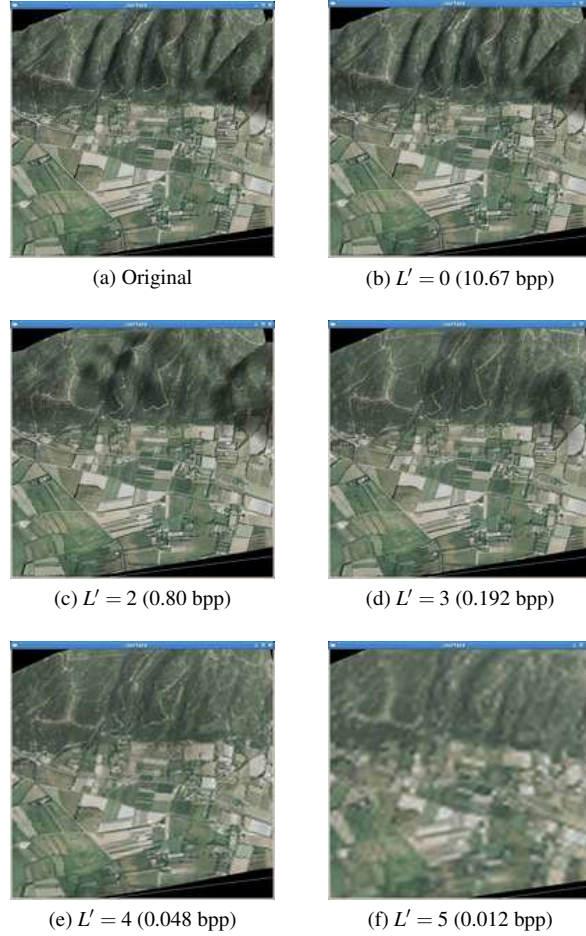 (a) Original
(b) L′ = 0 (10.67 bpp)
(c) L′ = 2 (0.80 bpp)
(d) L′ = 3 (0.192 bpp)
(e) L′ = 4 (0.048 bpp)
(f) L′ = 5 (0.012 bpp)